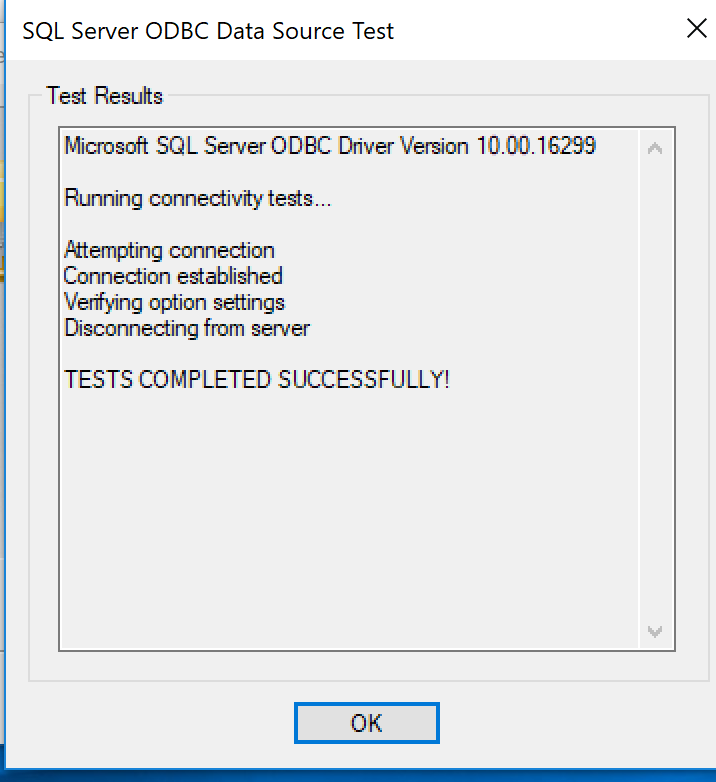 SQL Server ODBC Data Source Test
Test Results
Microsoft SQL Server ODBC Driver Version 10.00.16299
Running connectivity tests...
Attempting connection
Connection established
Verifying option settings
Disconnecting from server
TESTS COMPLETED SUCCESSFULLY!
OK